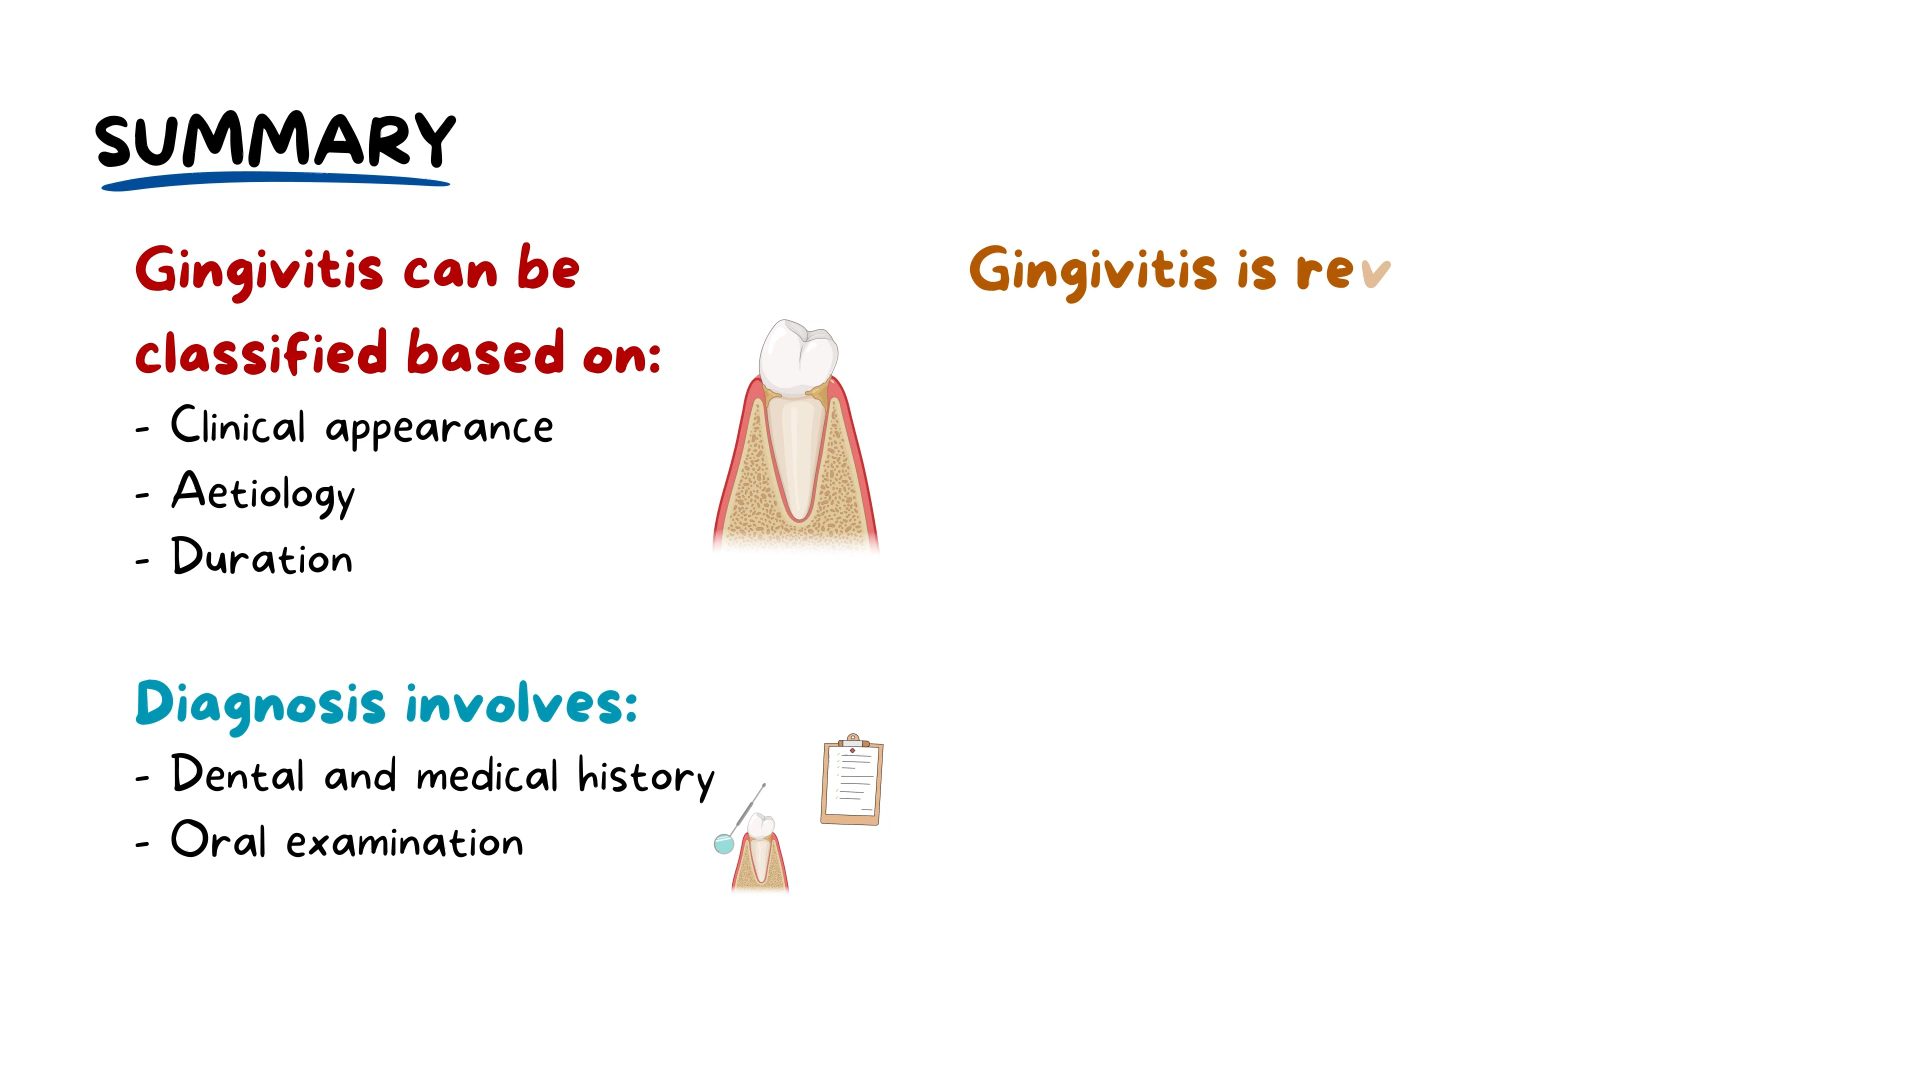 SUMMARY
Gingivitis can be
classified based on:
- Clinical appearance
- Aetiology
- Duration
Diagnosis involves:
- Dental and medical history
- Oral examination
Gingivitis is rev